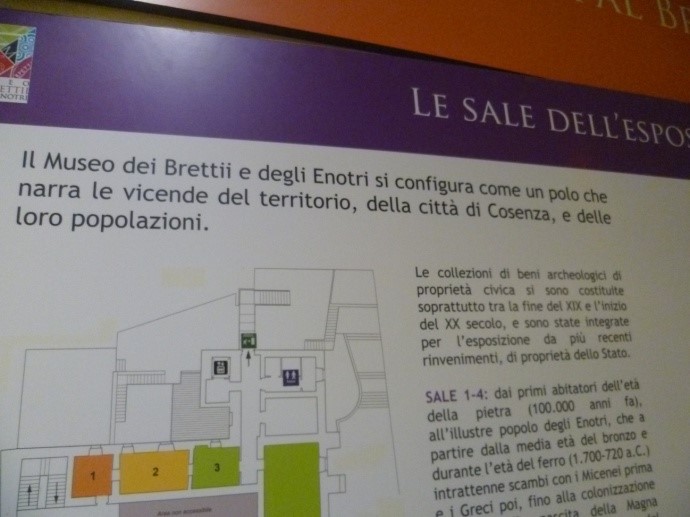 LE SALE DELL'ESPOS
Il Museo dei Brettii e degli Enotri si configura come un polo che
narra le vicende del territorio, della città di Cosenza, e delle
loro popolazioni.
Le collezioni di beni archeologici di
proprietà civica si sono costituite
soprattutto tra la fine del XIX e l'inizio
del XX secolo, e sono state integrate
per l'esposizione da più recenti
rinvenimenti, di proprietà dello Stato.
SALE 1-4: dai primi abitatori dell'età
della pietra (100.000 anni fa),
all'illustre popolo degli Enotri, che a
partire dalla media età del bronzo e
durante l'età del ferro (1.700-720 a.C.)
intrattenne scambi con i Micenei prima
e i Greci poi, fino alla colonizzazione
della Magna
1
2
3
Area non accessibile